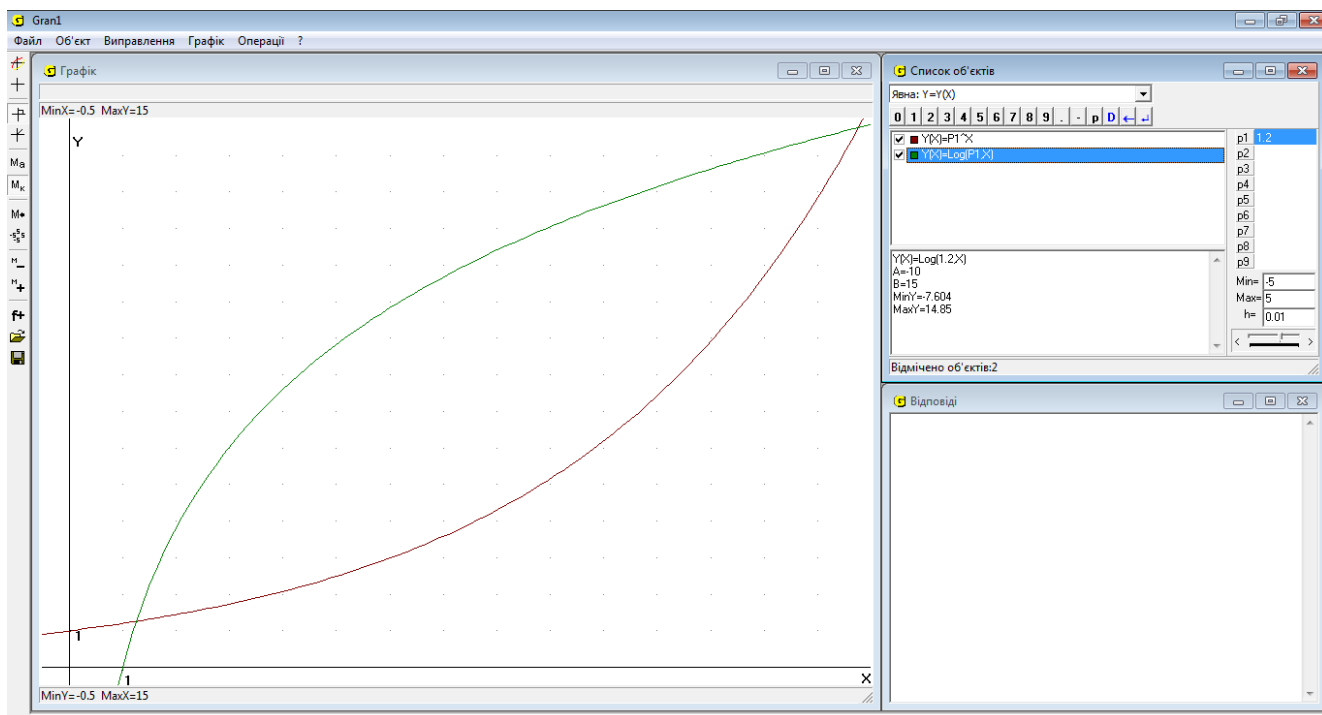 Gran1
Файл Об'єкт Виправлення Графік Операції ?
Графік
MinX=-0.5 MaxY=15
Y
1
1
X
MinY=-0.5 MaxX=15
Ma
Mк
M
M
M
f+
Список об'єктів
Явна: Y=Y(X)
0 1 2 3 4 5 6 7 8 9 . - p D ← ↵
Y(X)=P1^X
Y(X)=Log(P1,X)
p1 1.2
p2
p3
p4
p5
p6
p7
p8
p9
Y(X)=Log(1.2,X)
A=-10
B=15
MinY=-7.604
MaxY=14.85
Min= -5
Max= 5
h= 0.01
Відмічено об'єктів:2
Відповіді